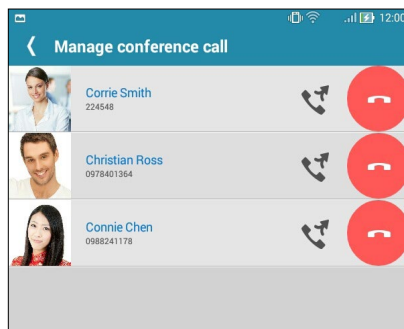 12:00
Manage conference call
Corrie Smith
224548
Christian Ross
0978401364
Connie Chen
0988241178